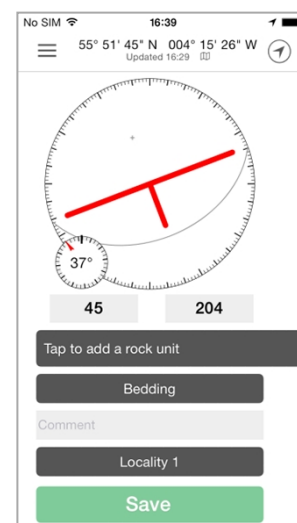 No SIM 16:39
55° 51' 45" N 004° 15' 26" W
Updated 16:29
37°
45 204
Tap to add a rock unit
Bedding
Comment
Locality 1
Save